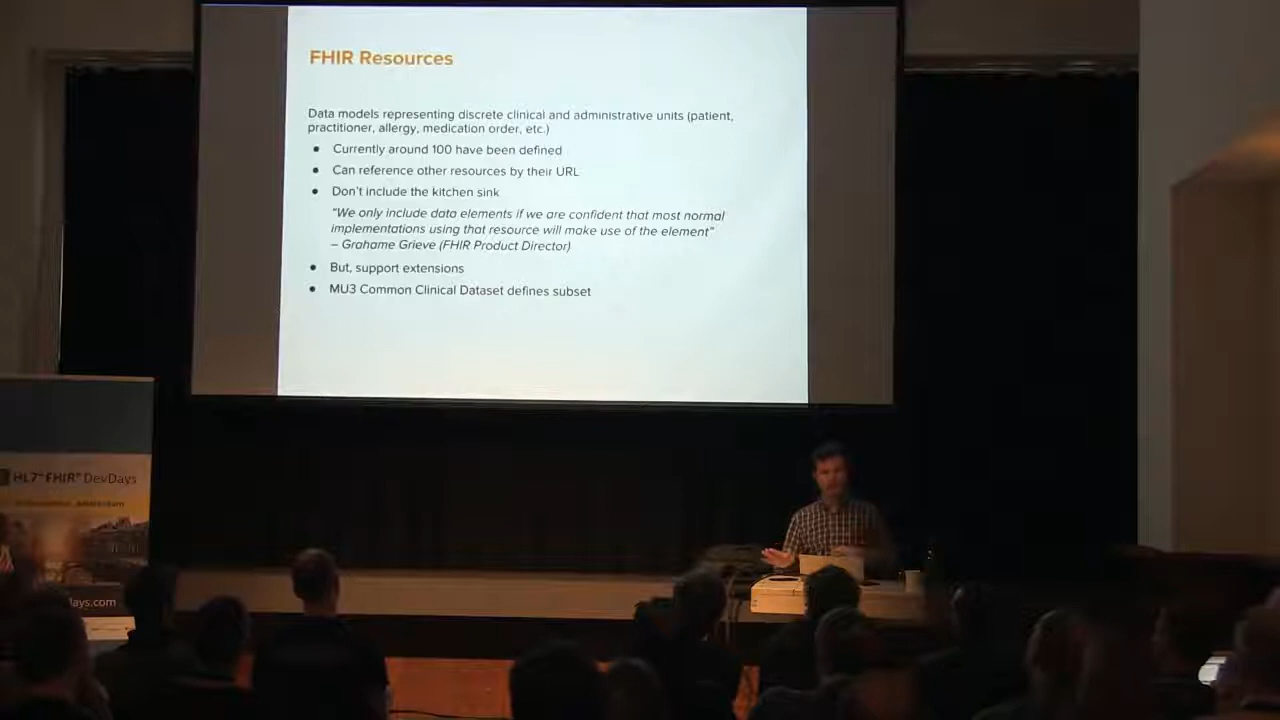 FHIR Resources
Data models representing discrete clinical and administrative units (patient,
practitioner, allergy, medication order, etc.)
• Currently around 100 have been defined
• Can reference other resources by their URL
• Don't include the kitchen sink
"We only include data elements if we are confident that most normal
implementations using that resource will make use of the element"
– Grahame Grieve (FHIR Product Director)
• But, support extensions
• MU3 Common Clinical Dataset defines subset
HL7® FHIR® DevDays
Amsterdam
days.com